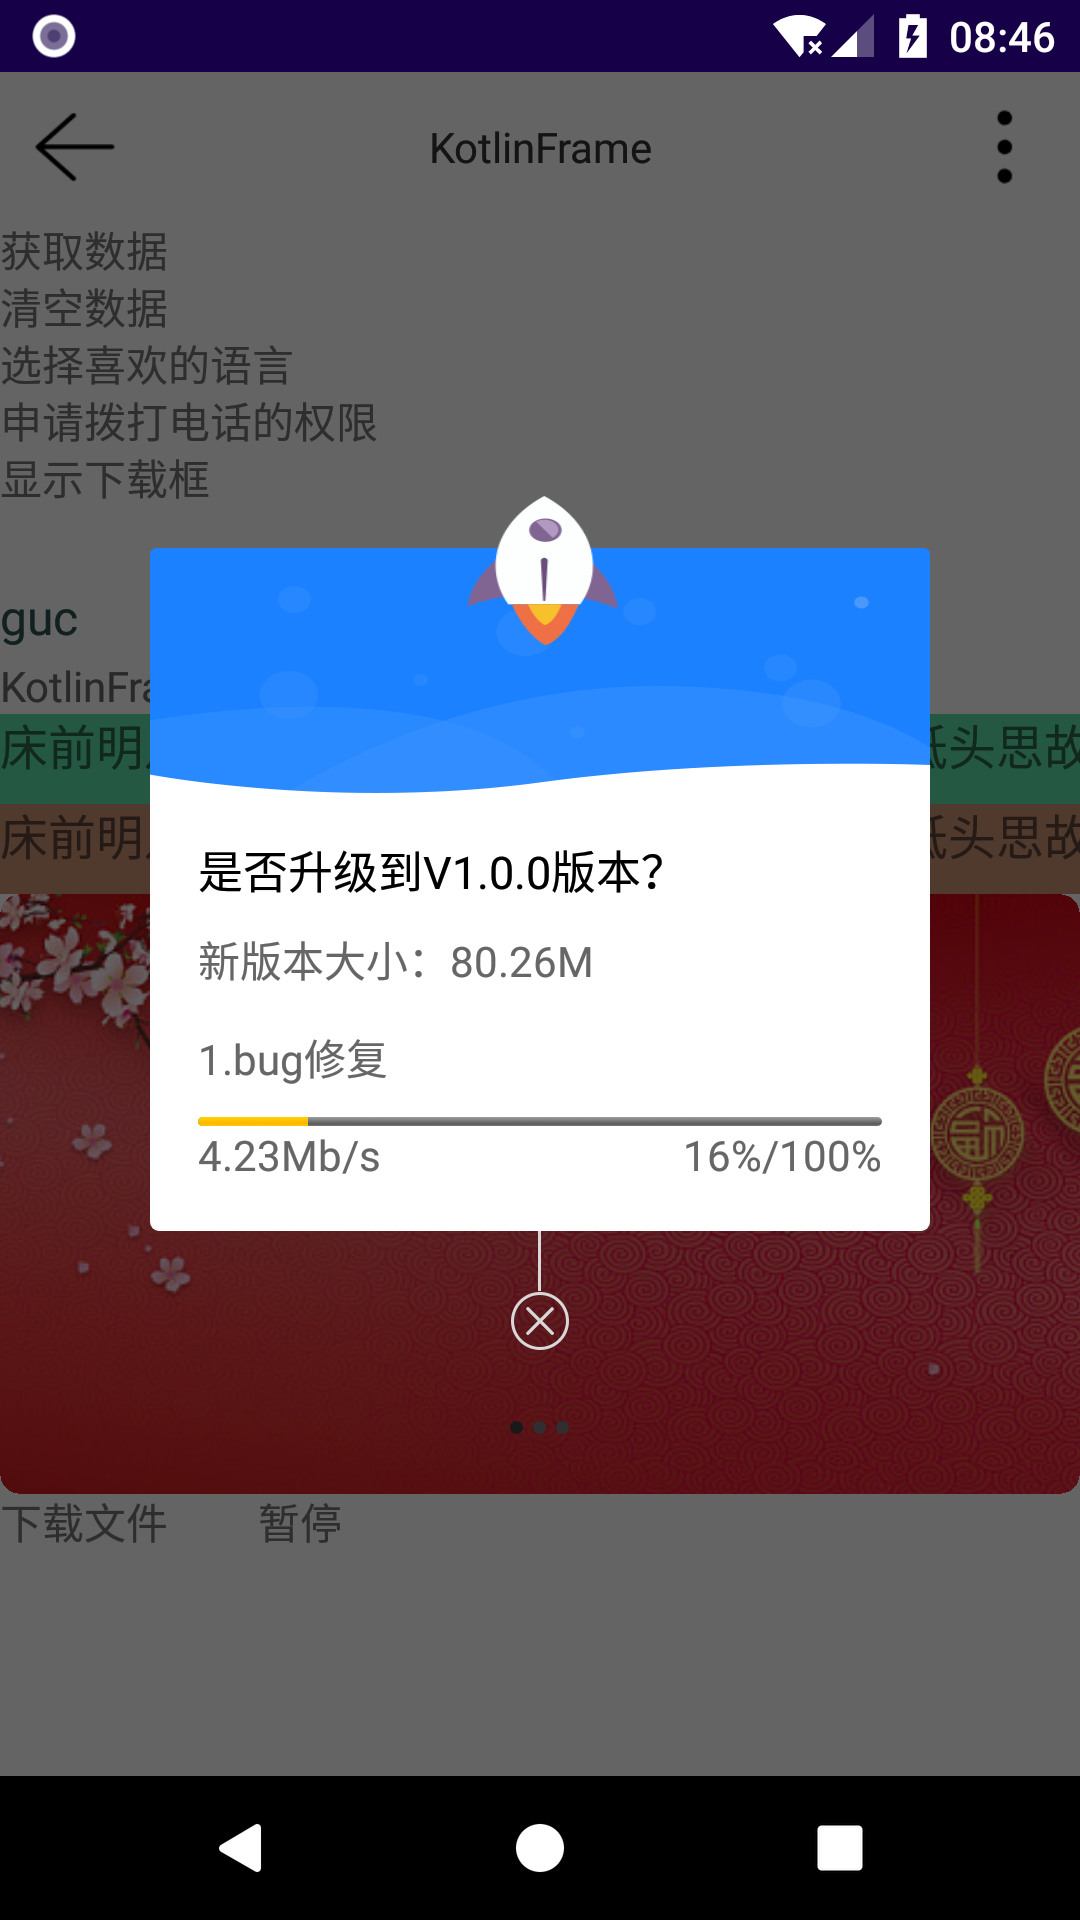 08:46
KotlinFrame
获取数据
清空数据
选择喜欢的语言
申请拨打电话的权限
显示下载框
guc
KotlinFra
床前明
低头思故
床前明
低头思故
是否升级到V1.0.0版本?
新版本大小：80.26M
1.bug修复
4.23Mb/s 16%/100%
下载文件 暂停